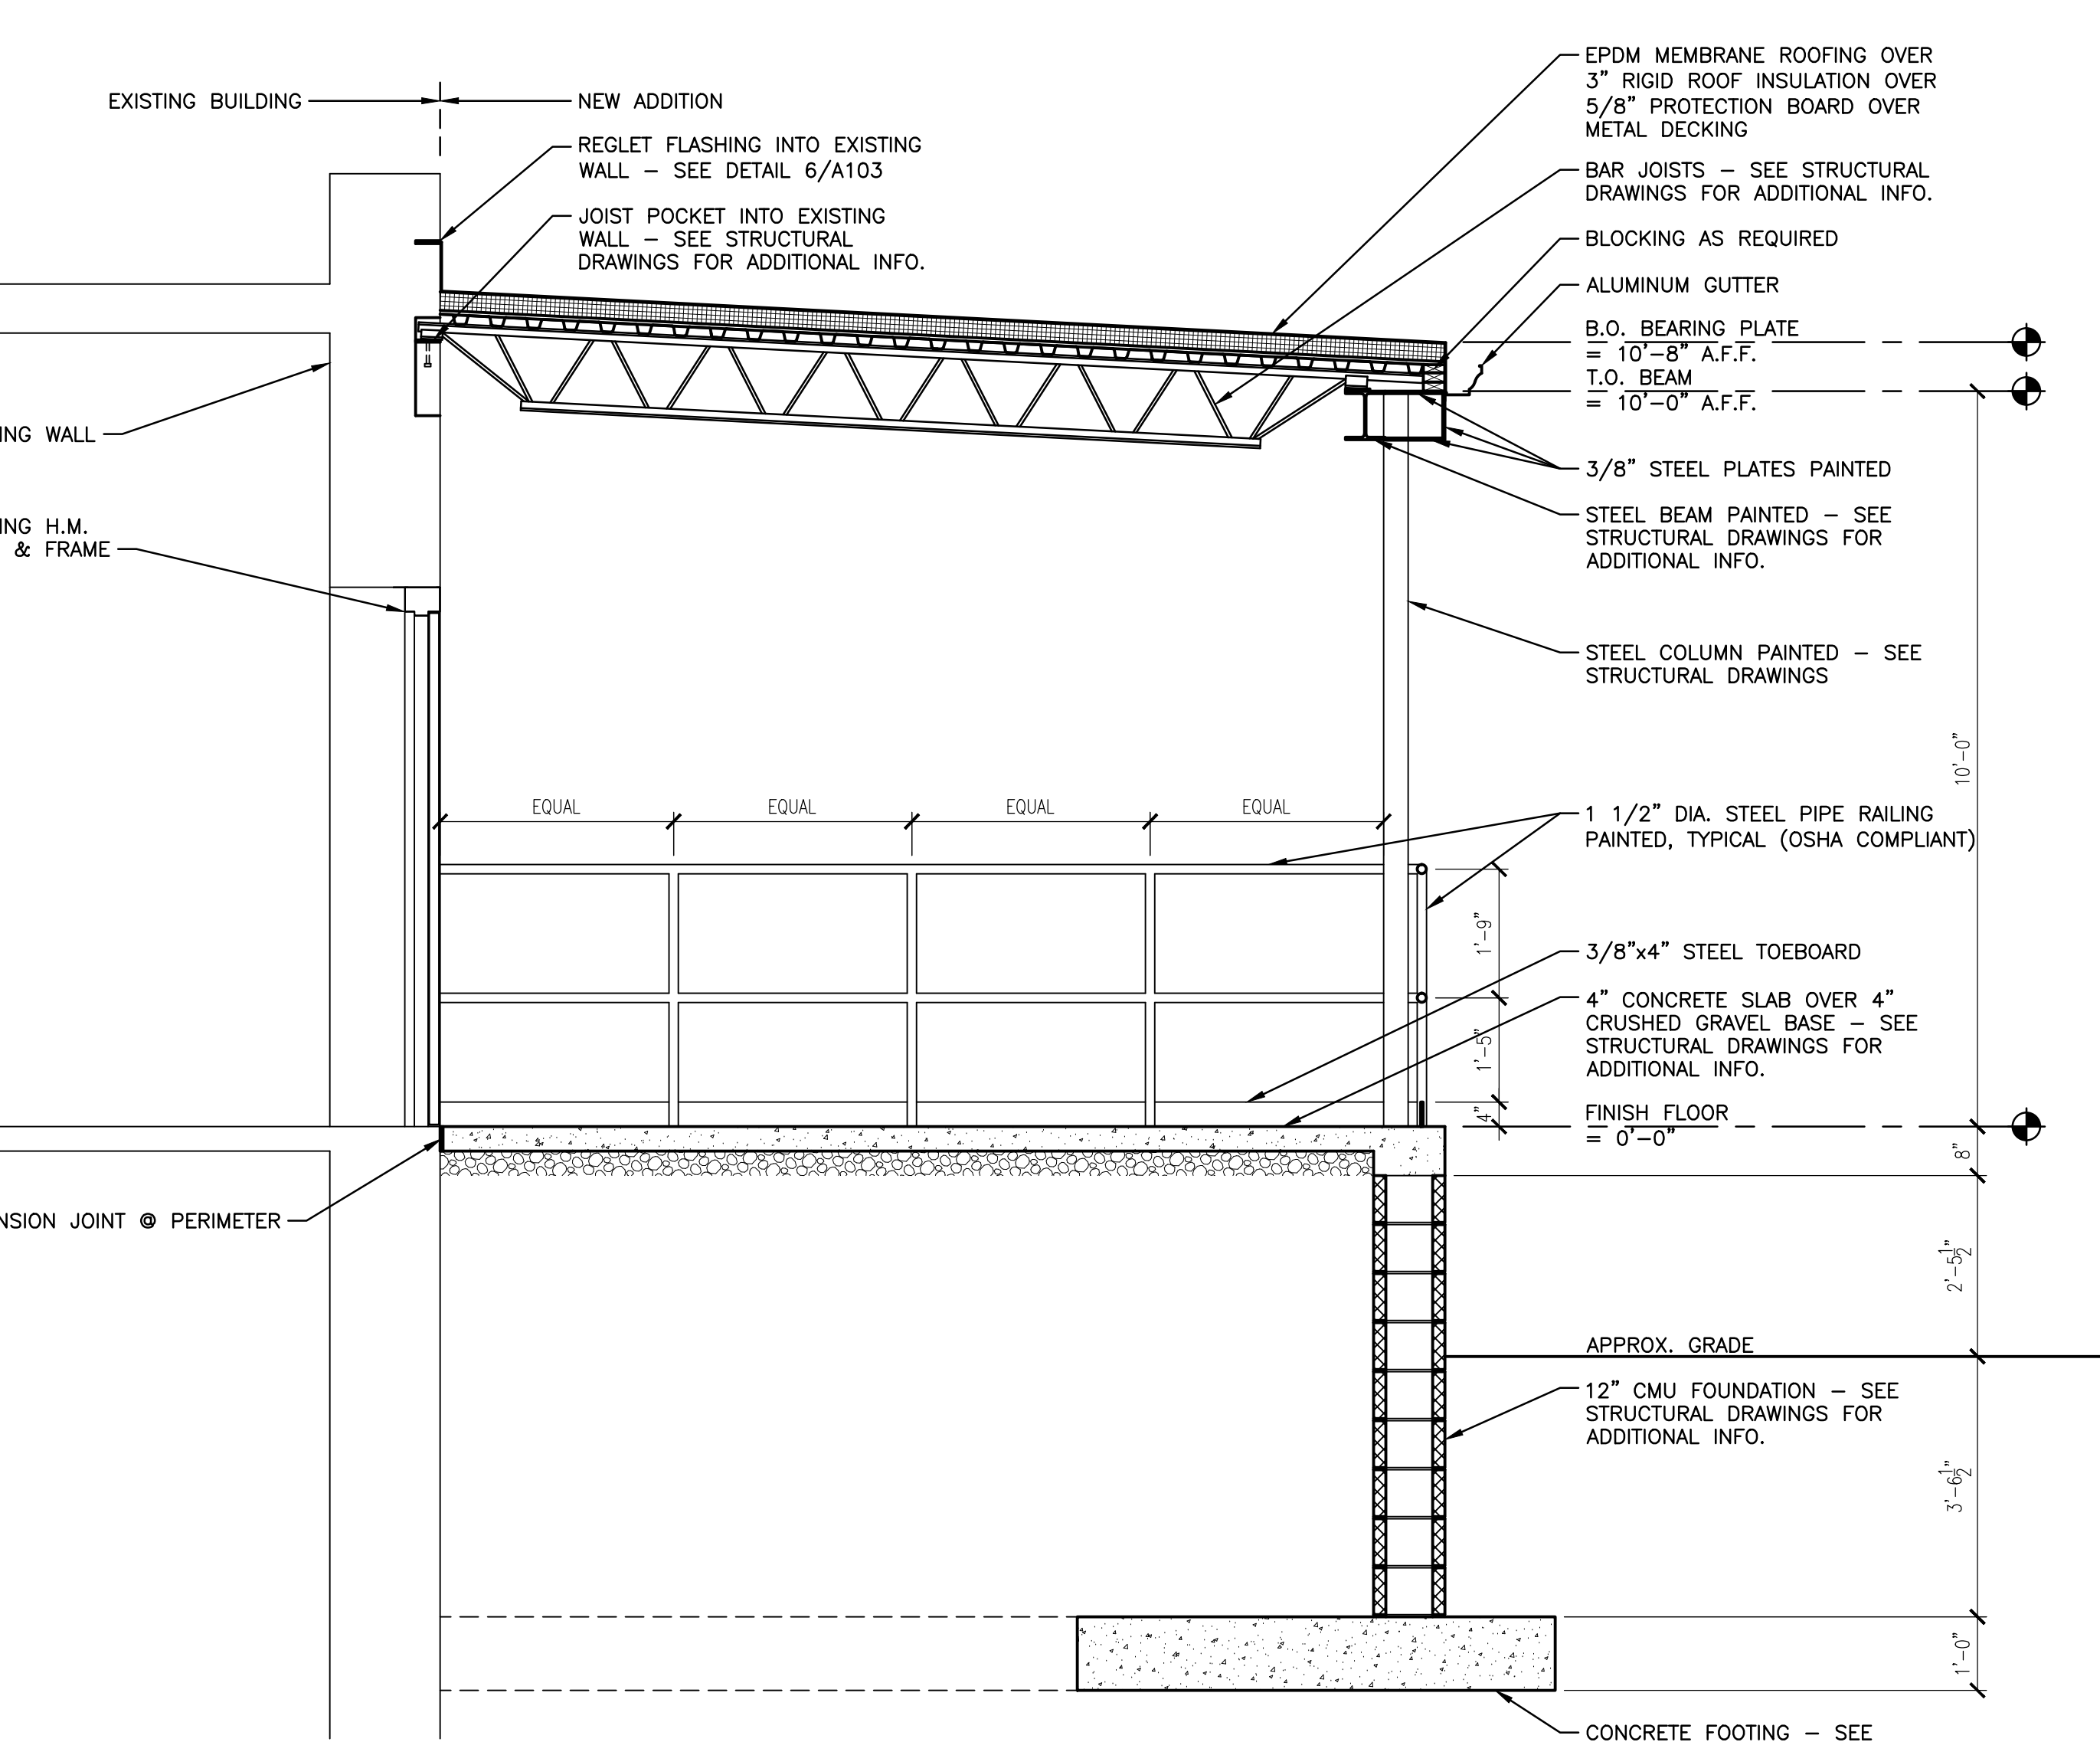 EXISTING BUILDING
NEW ADDITION
REGLET FLASHING INTO EXISTING
WALL – SEE DETAIL 6/A103
JOIST POCKET INTO EXISTING
WALL – SEE STRUCTURAL
DRAWINGS FOR ADDITIONAL INFO.
EPDM MEMBRANE ROOFING OVER
3" RIGID ROOF INSULATION OVER
5/8" PROTECTION BOARD OVER
METAL DECKING
BAR JOISTS – SEE STRUCTURAL
DRAWINGS FOR ADDITIONAL INFO.
BLOCKING AS REQUIRED
ALUMINUM GUTTER
B.O. BEARING PLATE
= 10'-8" A.F.F.
T.O. BEAM
= 10'-0" A.F.F.
ING WALL
3/8" STEEL PLATES PAINTED
STEEL BEAM PAINTED – SEE
STRUCTURAL DRAWINGS FOR
ADDITIONAL INFO.
ING H.M.
& FRAME
STEEL COLUMN PAINTED – SEE
STRUCTURAL DRAWINGS
10'-0"
EQUAL
EQUAL
EQUAL
EQUAL
1 1/2" DIA. STEEL PIPE RAILING
PAINTED, TYPICAL (OSHA COMPLIANT)
1'-9"
3/8"x4" STEEL TOEBOARD
4" CONCRETE SLAB OVER 4"
CRUSHED GRAVEL BASE – SEE
STRUCTURAL DRAWINGS FOR
ADDITIONAL INFO.
1'-5"
4"
FINISH FLOOR
= 0'-0"
8"
NSION JOINT @ PERIMETER
2'-5 1/2"
APPROX. GRADE
12" CMU FOUNDATION – SEE
STRUCTURAL DRAWINGS FOR
ADDITIONAL INFO.
3'-6 1/2"
1'-0"
CONCRETE FOOTING – SEE